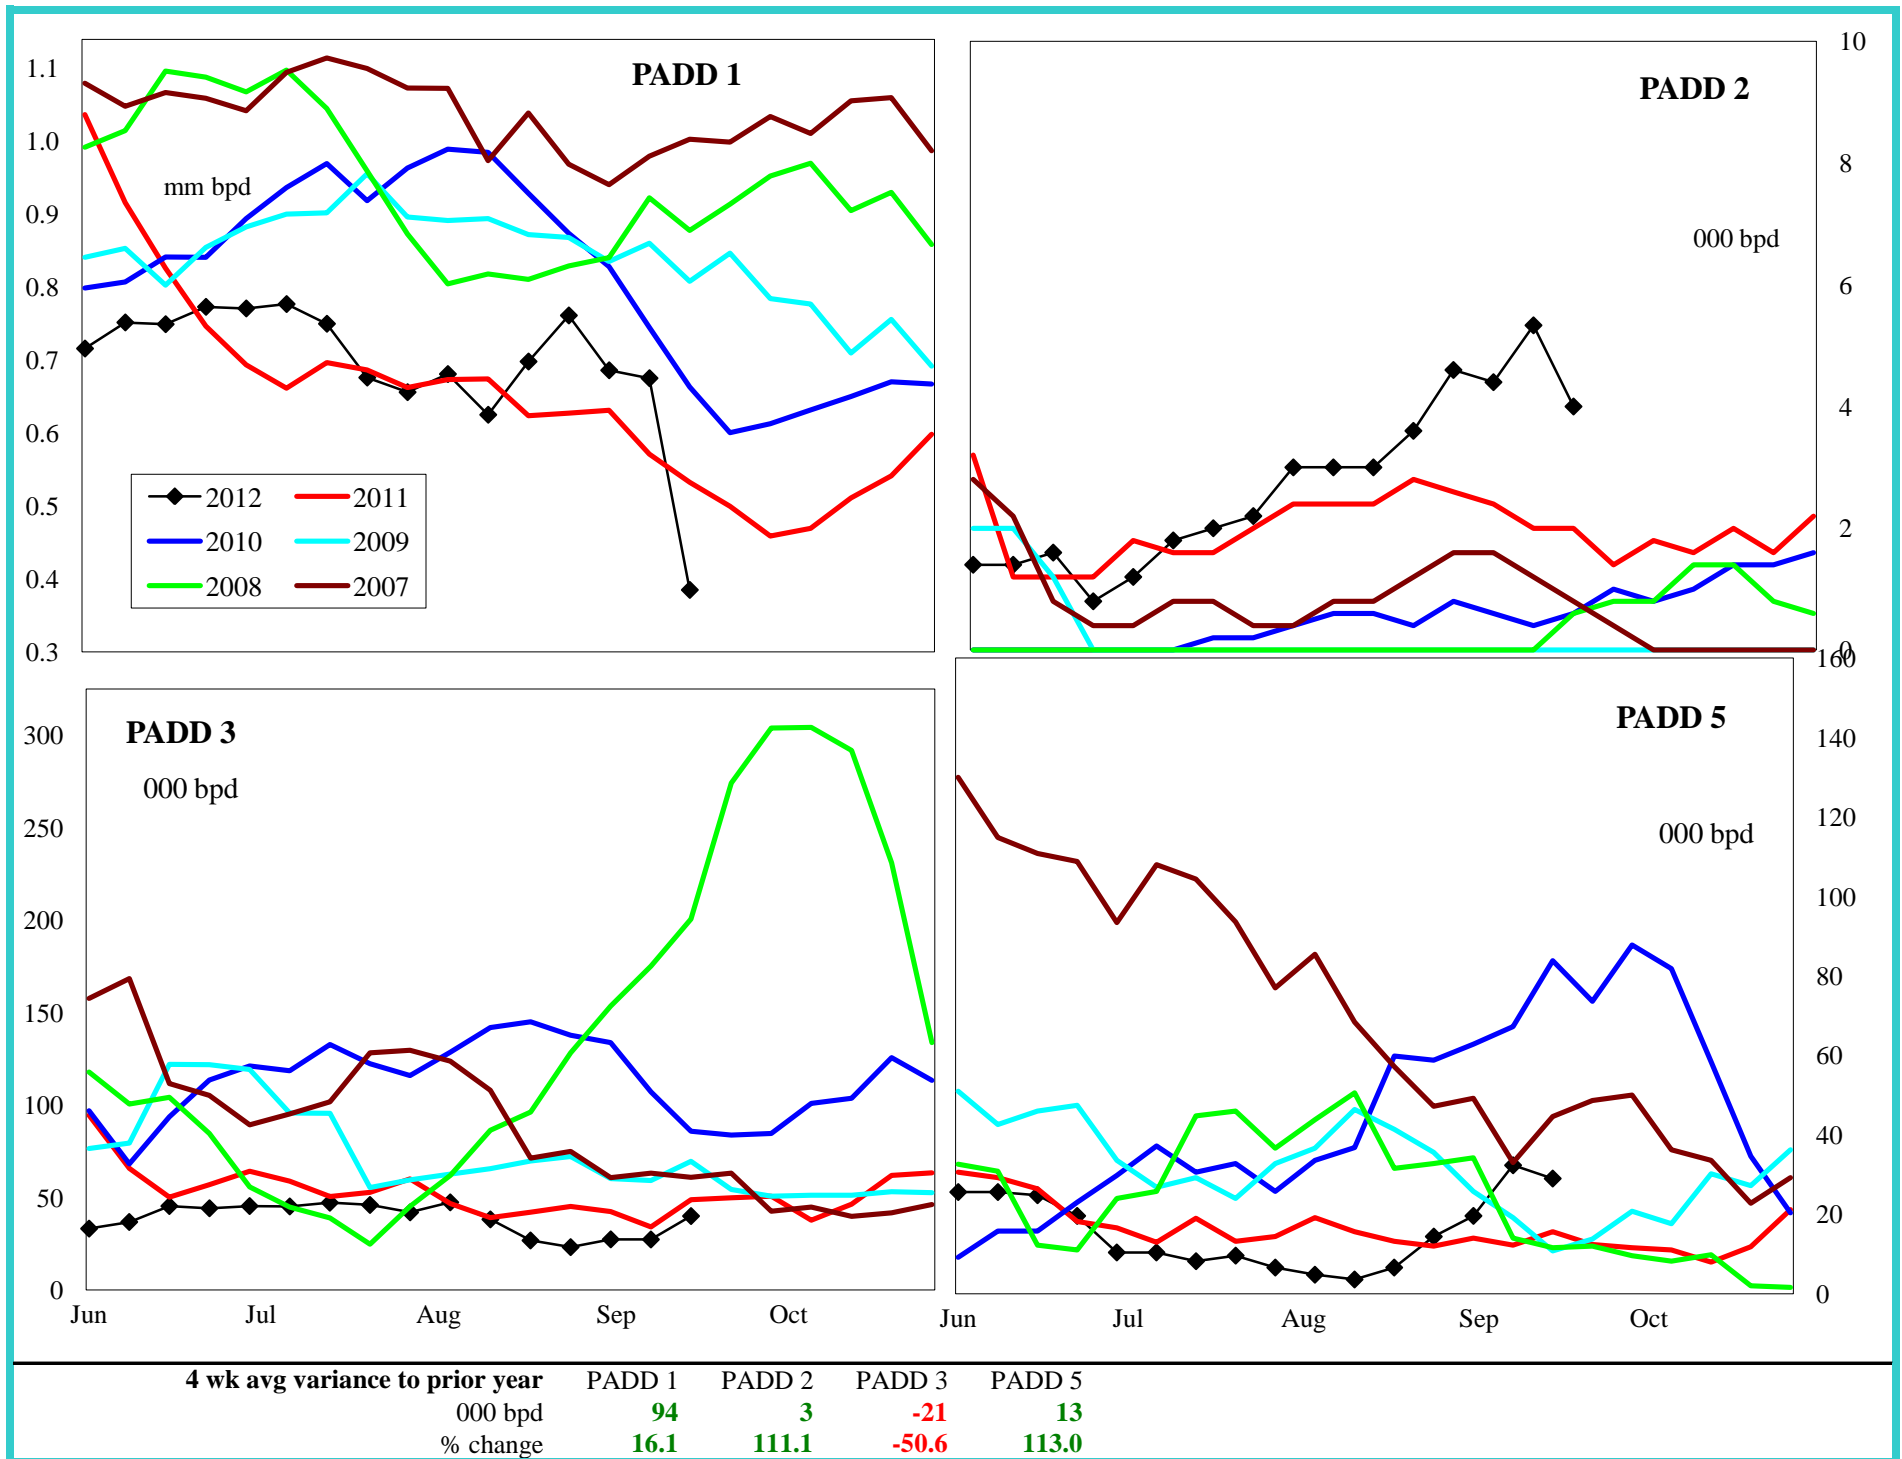 PADD 1
mm bpd
1.1
1.0
0.9
0.8
0.7
0.6
0.5
0.4
0.3
2012 2011
2010 2009
2008 2007
PADD 2
000 bpd
10
8
6
4
2
0
PADD 3
000 bpd
300
250
200
150
100
50
0
Jun Jul Aug Sep Oct
PADD 5
000 bpd
160
140
120
100
80
60
40
20
0
Jun Jul Aug Sep Oct
4 wk avg variance to prior year PADD 1 PADD 2 PADD 3 PADD 5
000 bpd 94 3 -21 13
% change 16.1 111.1 -50.6 113.0